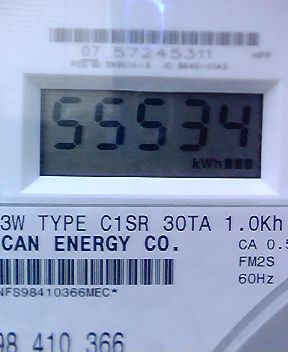 07 57245311
55534
kWh
3W TYPE C1SR 30TA 1.0Kh
CAN ENERGY CO.
CA 0.5
FM2S
60Hz
NFS98410366MEC*
98 410 366